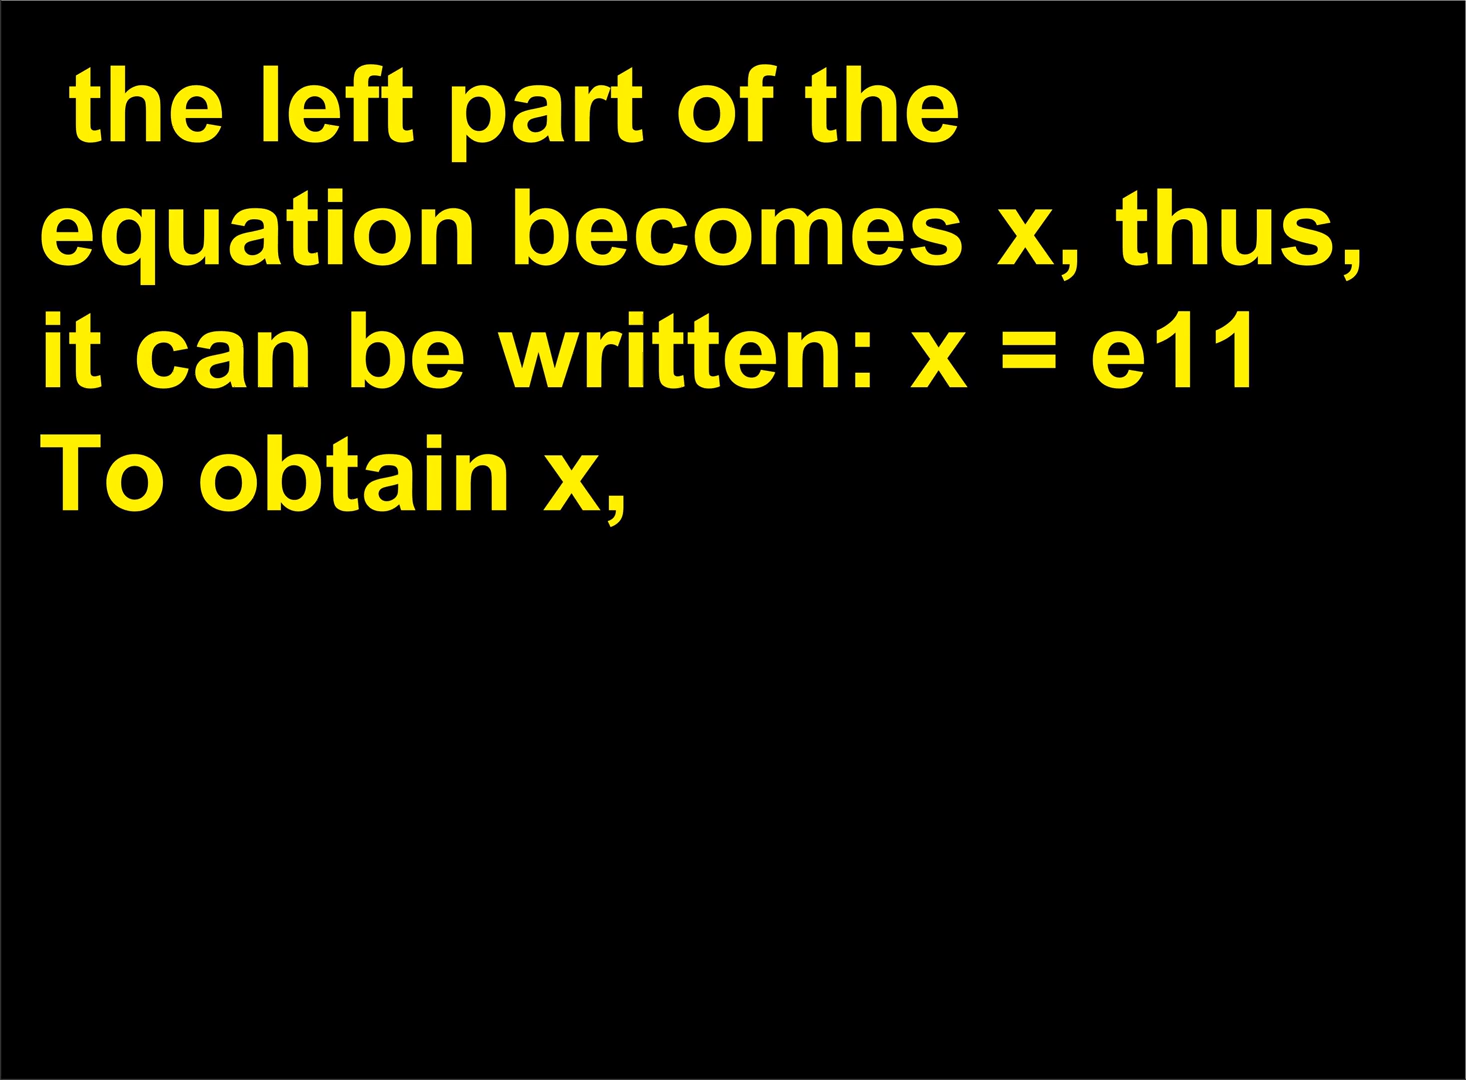 the left part of the
equation becomes x, thus,
it can be written: x = e11
To obtain x,